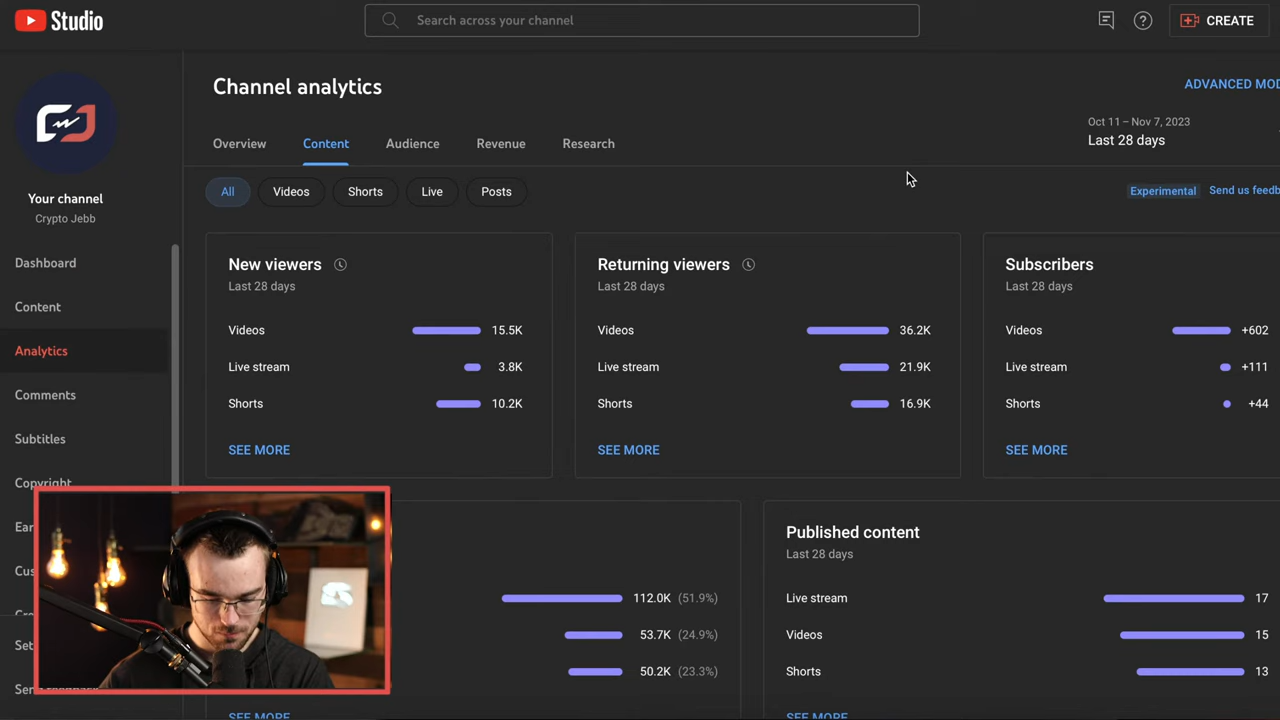 Studio
Search across your channel
CREATE
Your channel
Crypto Jebb
Dashboard
Content
Analytics
Comments
Subtitles
Copyright
Channel analytics
ADVANCED
Oct 11 – Nov 7, 2023
Last 28 days
Overview
Content
Audience
Revenue
Research
All
Videos
Shorts
Live
Posts
Experimental
Send us
New viewers
Last 28 days
Videos 15.5K
Live stream 3.8K
Shorts 10.2K
SEE MORE
Returning viewers
Last 28 days
Videos 36.2K
Live stream 21.9K
Shorts 16.9K
SEE MORE
Subscribers
Last 28 days
Videos +602
Live stream +111
Shorts +44
SEE MORE
112.0K (51.9%)
53.7K (24.9%)
50.2K (23.3%)
SEE MORE
Published content
Last 28 days
Live stream 17
Videos 15
Shorts 13
SEE MORE